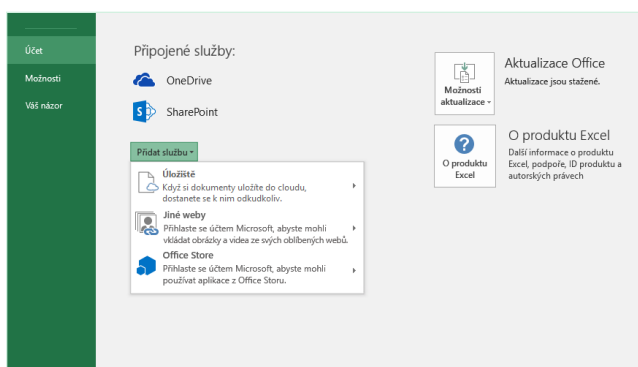 Účet
Možnosti
Váš názor
Připojené služby:
OneDrive
SharePoint
Přidat službu
Úložiště
Když si dokumenty uložíte do cloudu,
dostanete se k nim odkudkoliv.
Jiné weby
Přihlaste se účtem Microsoft, abyste mohli
vkládat obrázky a videa ze svých oblíbených webů.
Office Store
Přihlaste se účtem Microsoft, abyste mohli
používat aplikace z Office Storu.
Možnosti
aktualizace
Aktualizace Office
Aktualizace jsou stažené.
O produktu
Excel
O produktu Excel
Další informace o produktu
Excel, podpoře, ID produktu a
autorských právech